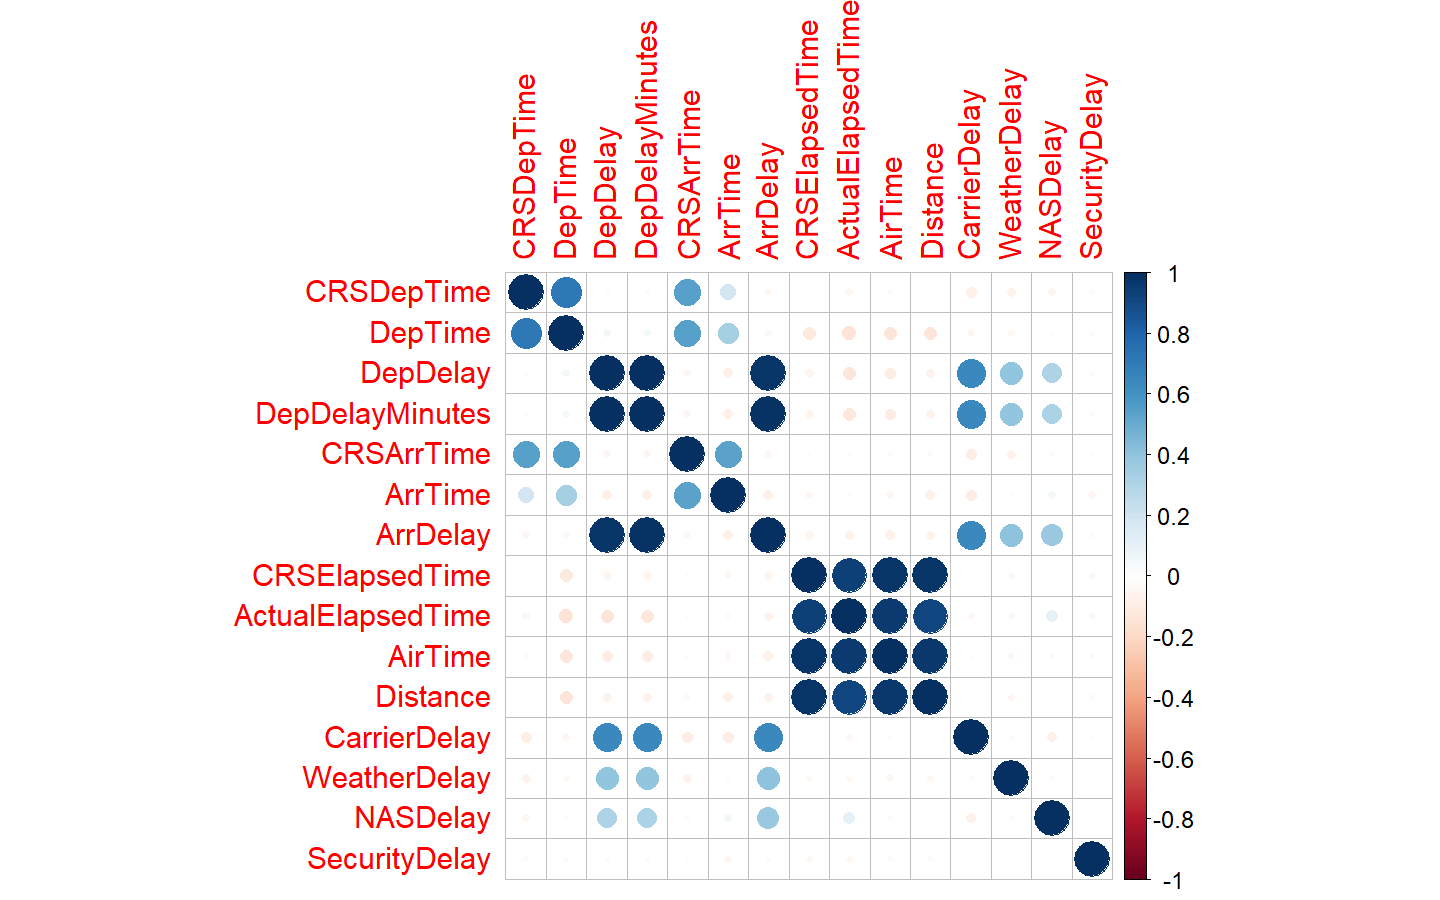 CRSDepTime
DepTime
DepDelay
DepDelayMinutes
CRSArrTime
ArrTime
ArrDelay
CRSElapsedTime
ActualElapsedTime
AirTime
Distance
CarrierDelay
WeatherDelay
NASDelay
SecurityDelay
CRSDepTime
DepTime
DepDelay
DepDelayMinutes
CRSArrTime
ArrTime
ArrDelay
CRSElapsedTime
ActualElapsedTime
AirTime
Distance
CarrierDelay
WeatherDelay
NASDelay
SecurityDelay
1
0.8
0.6
0.4
0.2
0
-0.2
-0.4
-0.6
-0.8
-1